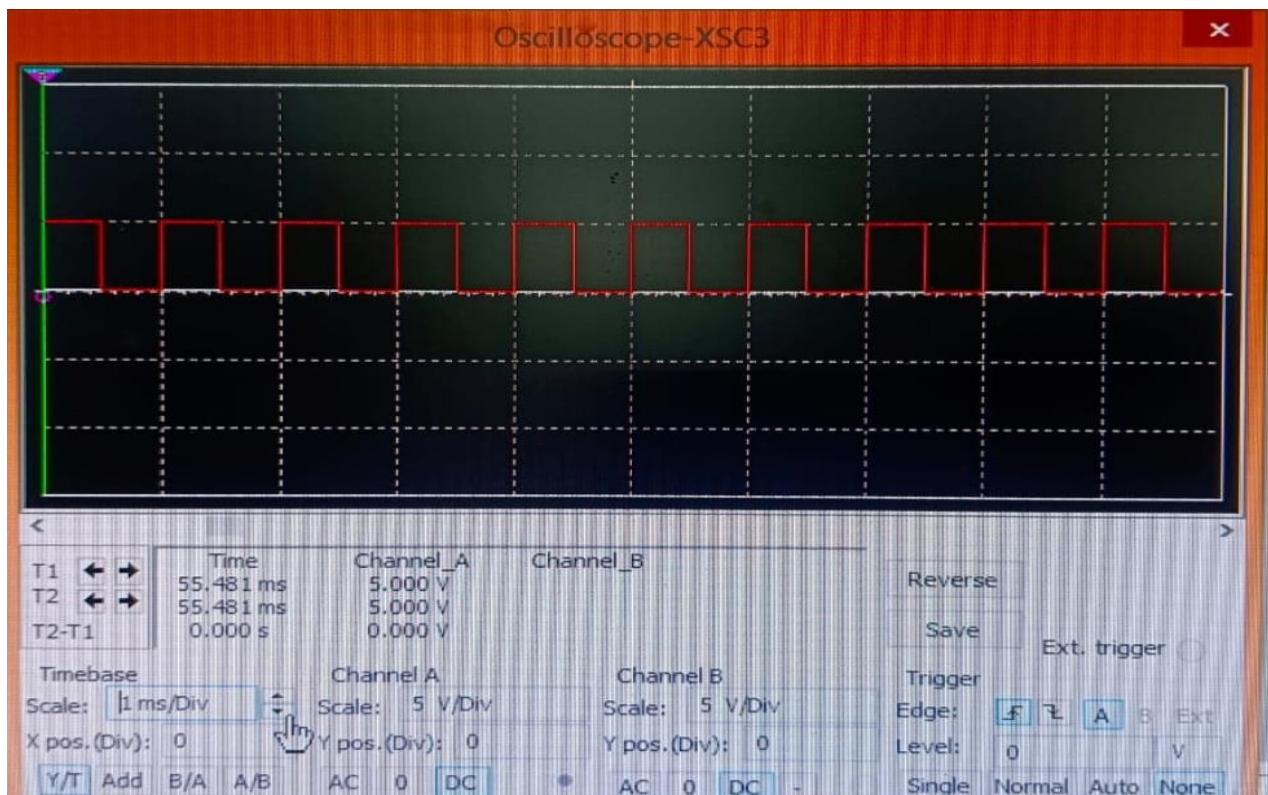 Oscilloscope-XSC3
T1
T2
T2-T1
Time Channel_A Channel_B
55.481 ms 5.000 V
55.481 ms 5.000 V
0.000 s 0.000 V
Reverse
Save
Ext. trigger
Timebase
Scale: 1 ms/Div
X pos.(Div): 0
Y/T Add B/A A/B
Channel A
Scale: 5 V/Div
Y pos.(Div): 0
AC 0 DC
Channel B
Scale: 5 V/Div
Y pos.(Div): 0
AC 0 DC -
Trigger
Edge: A B Ext
Level: 0 V
Single Normal Auto None